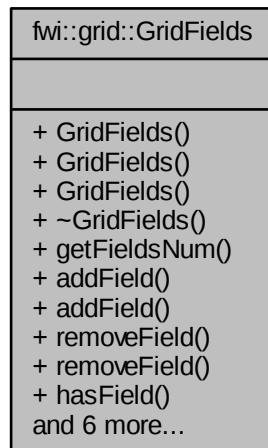 fwi::grid::GridFields
+ GridFields()
+ GridFields()
+ GridFields()
+ ~GridFields()
+ getFieldsNum()
+ addField()
+ addField()
+ removeField()
+ removeField()
+ hasField()
and 6 more...